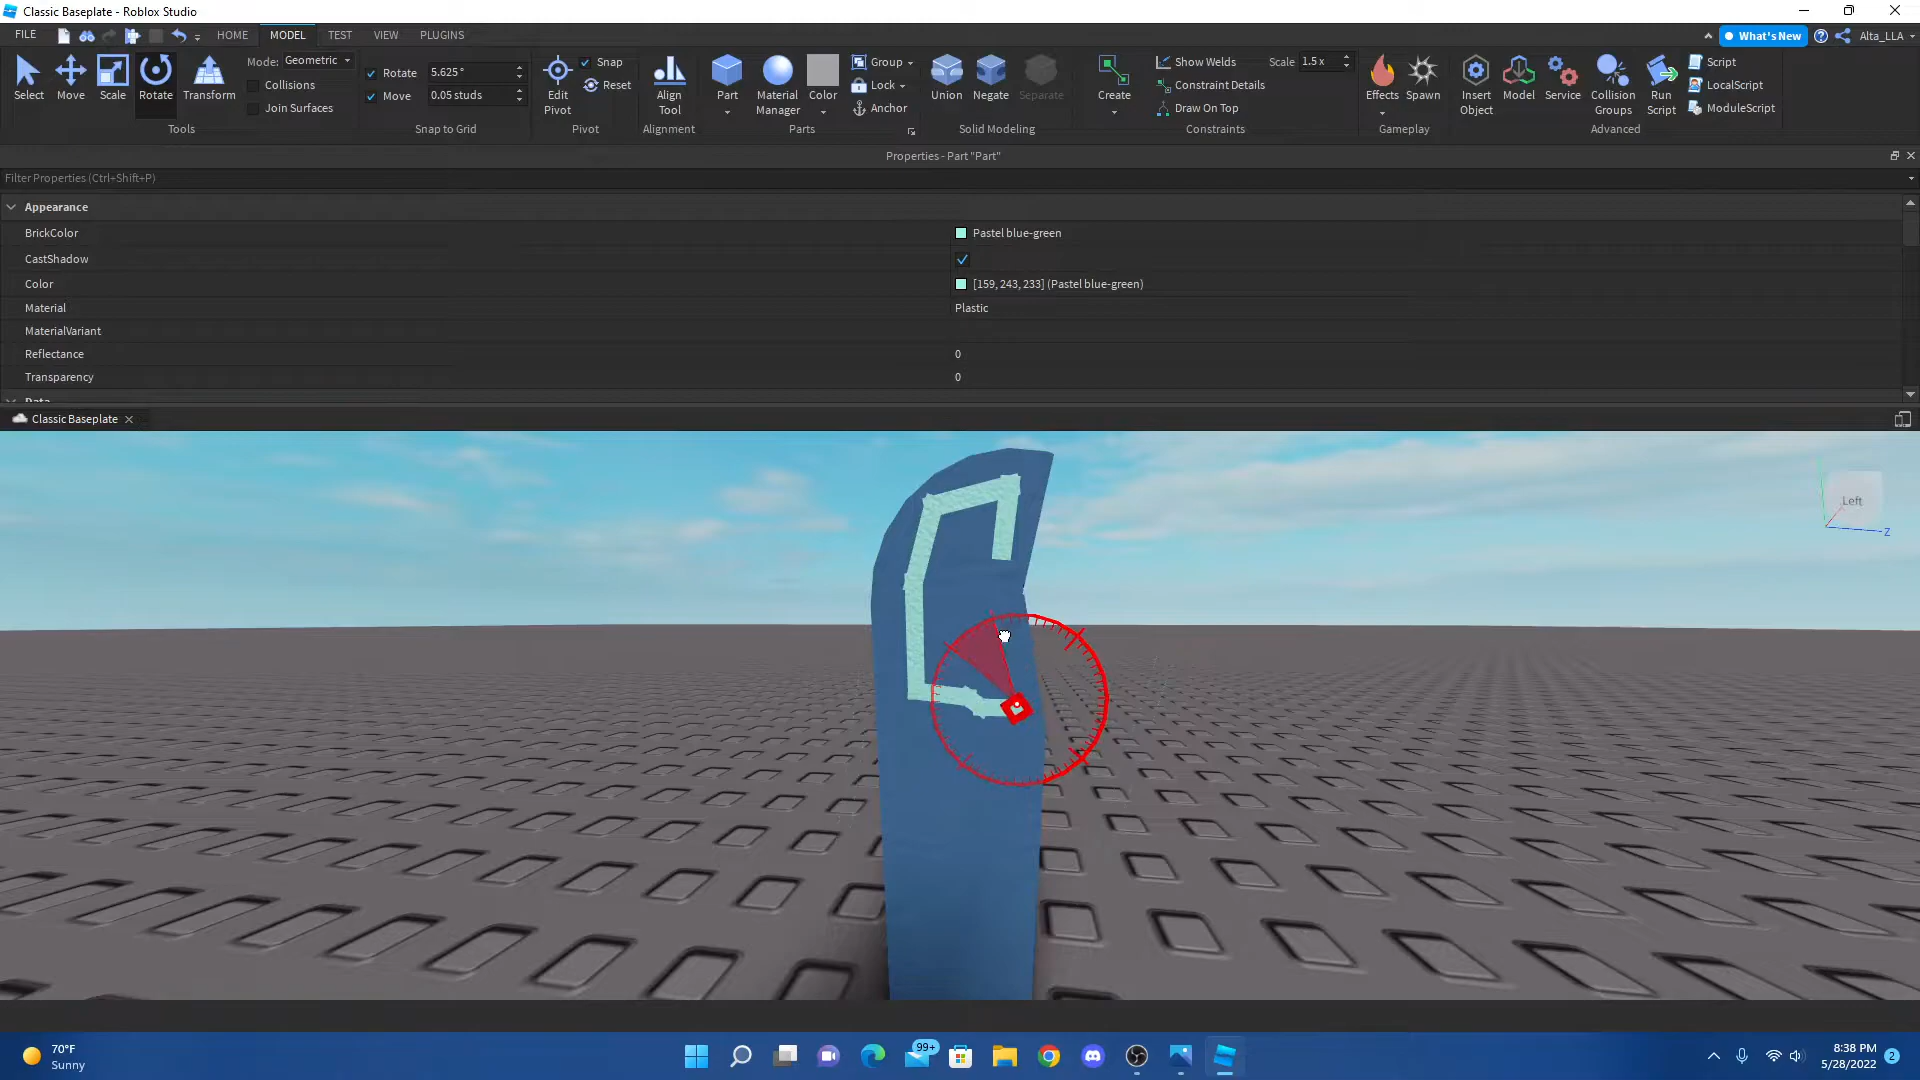 Classic Baseplate - Roblox Studio
FILE
HOME
MODEL
TEST
VIEW
PLUGINS
What's New
Alta_LLA
Select
Move
Scale
Rotate
Transform
Mode: Geometric
Collisions
Join Surfaces
Tools
Rotate 5.625 °
Move 0.05 studs
Snap to Grid
Edit
Pivot
Snap
Reset
Pivot
Align
Tool
Alignment
Part
Material
Manager
Color
Group
Lock
Anchor
Parts
Union
Negate
Separate
Solid Modeling
Create
Show Welds
Constraint Details
Draw On Top
Scale 1.5 x
Constraints
Effects
Spawn
Gameplay
Insert
Object
Model
Service
Collision
Groups
Run
Script
Script
LocalScript
ModuleScript
Advanced
Properties - Part "Part"
Filter Properties (Ctrl+Shift+P)
Appearance
BrickColor Pastel blue-green
CastShadow
Color [159, 243, 233] (Pastel blue-green)
Material Plastic
MaterialVariant
Reflectance 0
Transparency 0
Data
Classic Baseplate
Left
Z
70°F
Sunny
99+
8:38 PM
5/28/2022
2